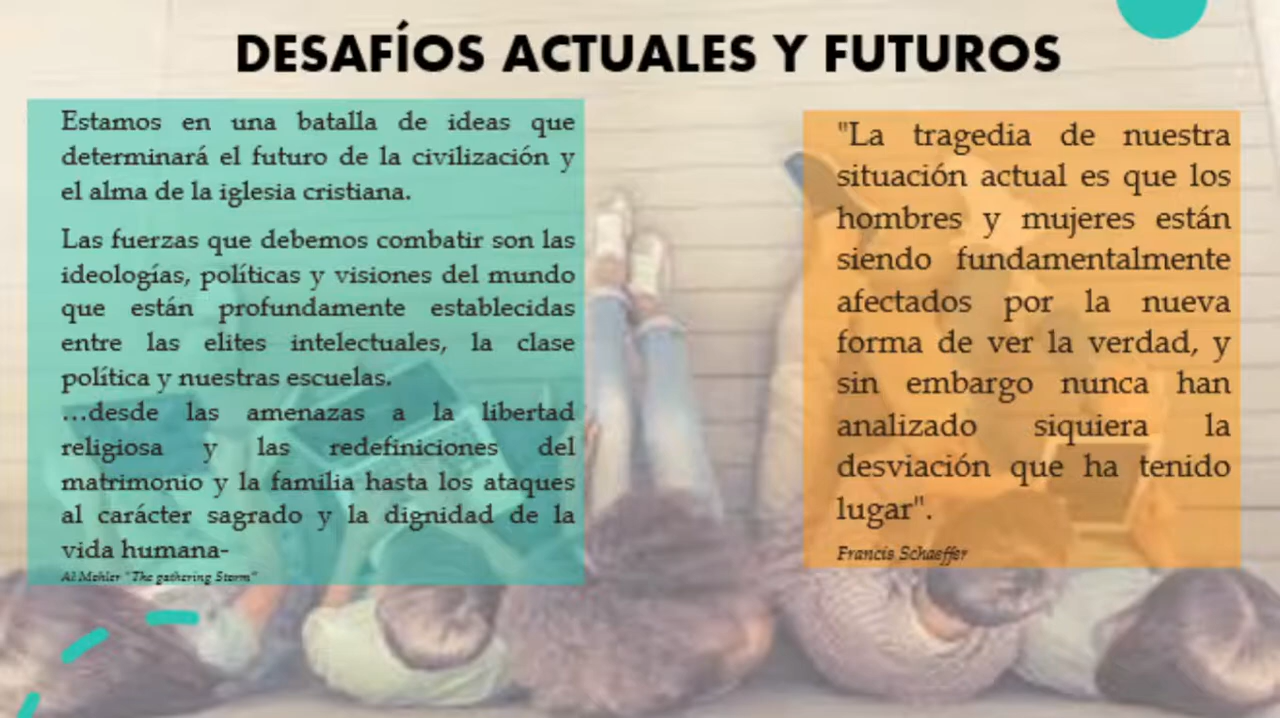 DESAFÍOS ACTUALES Y FUTUROS
Estamos en una batalla de ideas que
determinará el futuro de la civilización y
el alma de la iglesia cristiana.
Las fuerzas que debemos combatir son las
ideologías, políticas y visiones del mundo
que están profundamente establecidas
entre las elites intelectuales, la clase
política y nuestras escuelas.
...desde las amenazas a la libertad
religiosa y las redefiniciones del
matrimonio y la familia hasta los ataques
al carácter sagrado y la dignidad de la
vida humana-
Al Mohler "The gathering Storm"
"La tragedia de nuestra
situación actual es que los
hombres y mujeres están
siendo fundamentalmente
afectados por la nueva
forma de ver la verdad, y
sin embargo nunca han
analizado siquiera la
desviación que ha tenido
lugar".
Francis Schaeffer